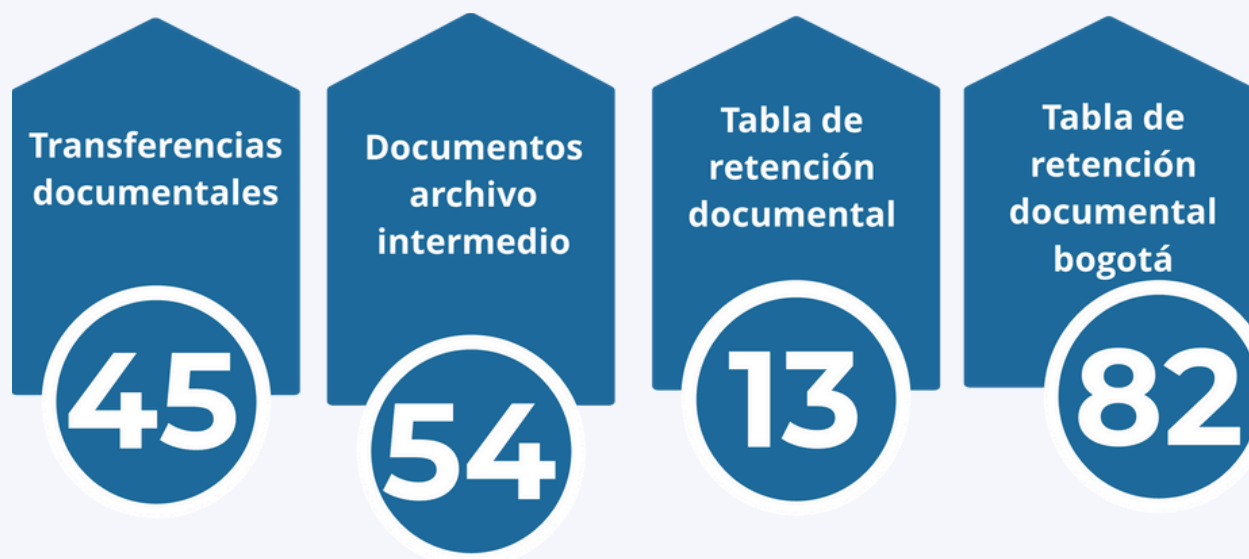 Transferencias
documentales
45
Documentos
archivo
intermedio
54
Tabla de
retención
documental
13
Tabla de
retención
documental
bogotá
82